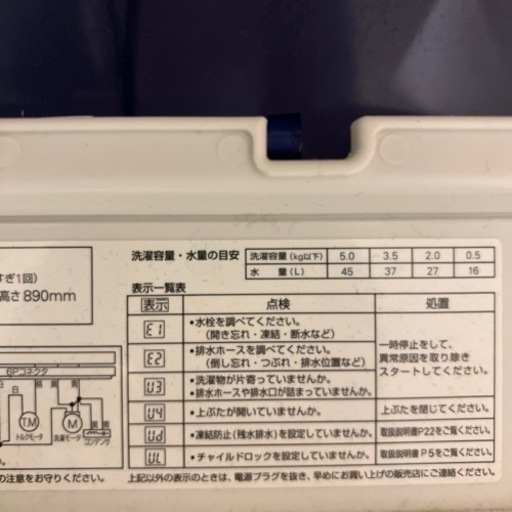 すぎ1回)
高さ890mm
洗濯容量・水量の目安
洗濯容量(kg以下) 5.0 3.5 2.0 0.5
水量(L) 45 37 27 16
表示一覧表
表示 点検 処置
E1 •水栓を調べてください。
(開き忘れ・凍結・断水など)
E2 •排水ホースを調べてください。
(倒し忘れ・つぶれ・排水位置など)
U3 •洗濯物が片寄っていませんか。
•排水ホースや排水口が詰まっていませんか。
一時停止をして、
異常原因を取り除き
スタートしてください。
U4 •上ぶたが開いていませんか。 上ぶたを閉じてください。
Ud •凍結防止(残水排水)を設定していませんか。 取扱説明書P22をご覧ください。
UL •チャイルドロックを設定していませんか。 取扱説明書P5をご覧ください。
上記以外の表示のときは、電源プラグを抜き、早めにお買い上げの販売店にご連絡ください。
6Pコネクタ
白 桃 黄 青
T.M
トルクモータ
M
洗濯モータ
コンデンサ
の注意をお守りください。